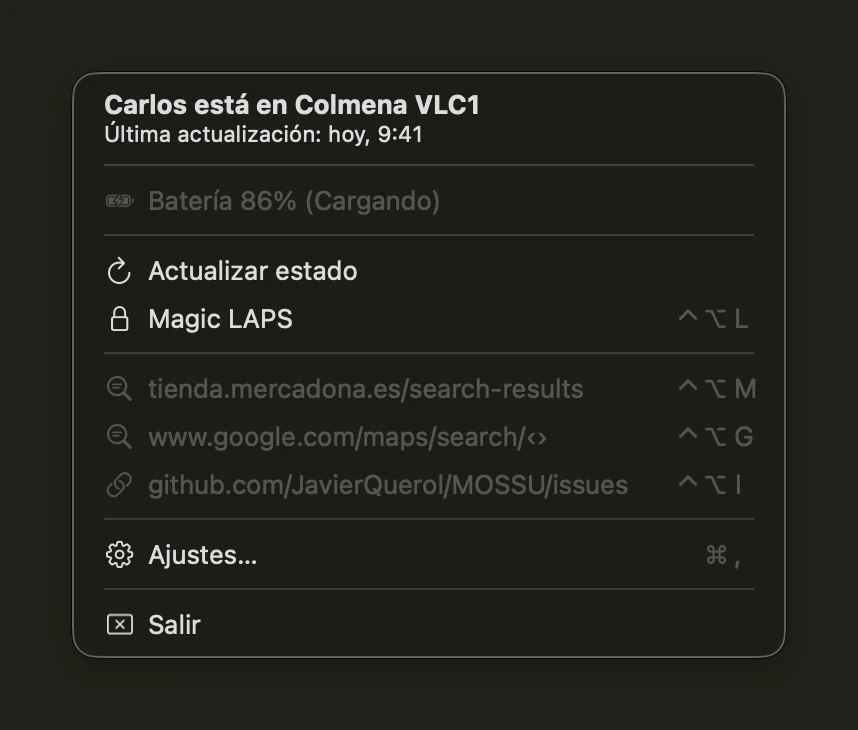 Carlos está en Colmena VLC1
Última actualización: hoy, 9:41
Batería 86% (Cargando)
Actualizar estado
Magic LAPS ⌃⌥L
tienda.mercadona.es/search-results ⌃⌥M
www.google.com/maps/search/<> ⌃⌥G
github.com/JavierQuerol/MOSSU/issues ⌃⌥I
Ajustes... ⌘,
Salir